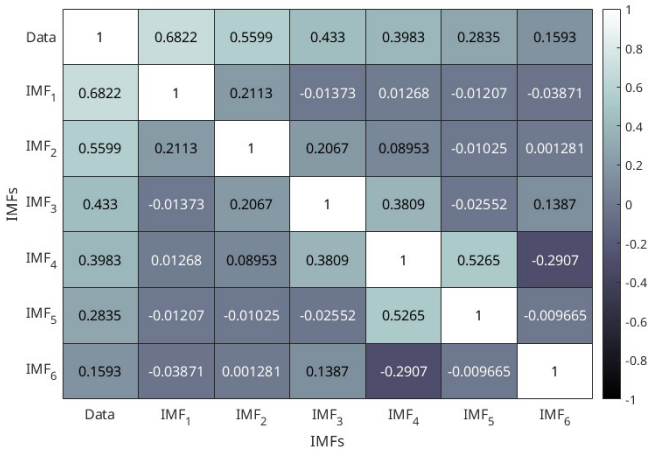 Data 1 0.6822 0.5599 0.433 0.3983 0.2835 0.1593
IMF1 0.6822 1 0.2113 -0.01373 0.01268 -0.01207 -0.03871
IMF2 0.5599 0.2113 1 0.2067 0.08953 -0.01025 0.001281
IMF3 0.433 -0.01373 0.2067 1 0.3809 -0.02552 0.1387
IMF4 0.3983 0.01268 0.08953 0.3809 1 0.5265 -0.2907
IMF5 0.2835 -0.01207 -0.01025 -0.02552 0.5265 1 -0.009665
IMF6 0.1593 -0.03871 0.001281 0.1387 -0.2907 -0.009665 1
Data IMF1 IMF2 IMF3 IMF4 IMF5 IMF6
IMFs
IMFs
1
0.8
0.6
0.4
0.2
0
-0.2
-0.4
-0.6
-0.8
-1